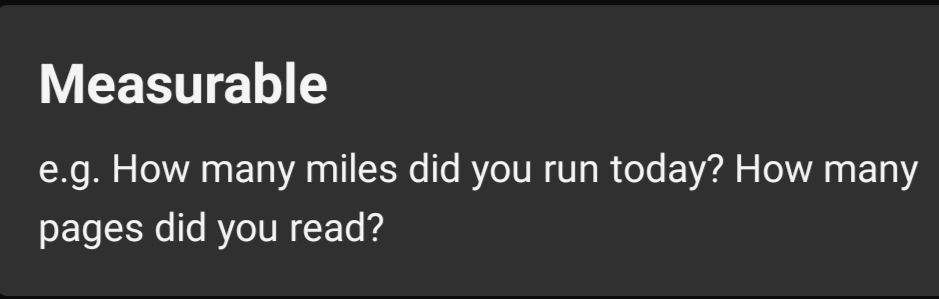 Measurable
e.g. How many miles did you run today? How many
pages did you read?